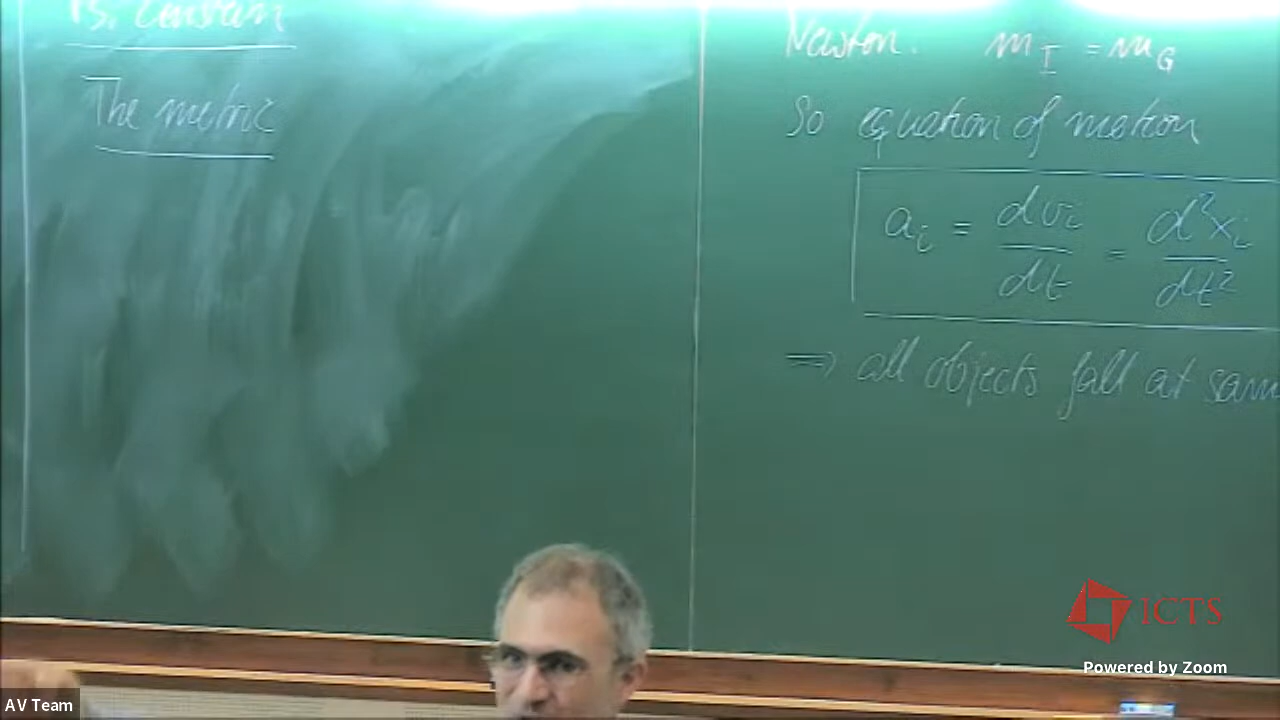 B. Einstein
The metric
Newton: m_I = m_G
So equation of motion
a_i = dv_i/dt = d²x_i/dt²
⇒ all objects fall at sam
ICTS
Powered by Zoom
AV Team